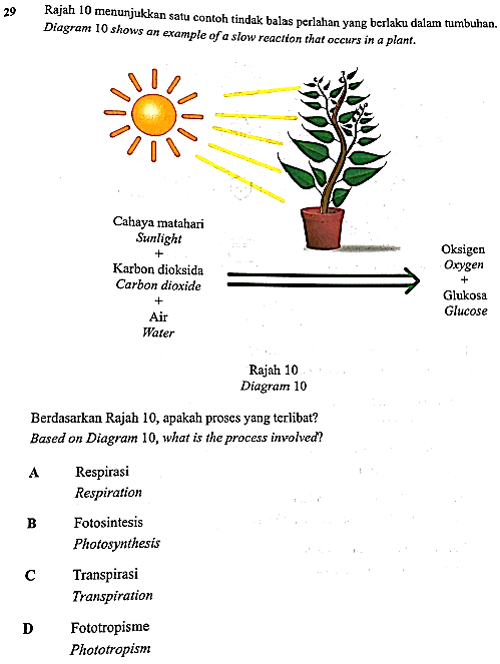 29 Rajah 10 menunjukkan satu contoh tindak balas perlahan yang berlaku dalam tumbuhan.
Diagram 10 shows an example of a slow reaction that occurs in a plant.
Cahaya matahari
Sunlight
+
Karbon dioksida
Carbon dioxide
+
Air
Water
Oksigen
Oxygen
+
Glukosa
Glucose
Rajah 10
Diagram 10
Berdasarkan Rajah 10, apakah proses yang terlibat?
Based on Diagram 10, what is the process involved?
A Respirasi
Respiration
B Fotosintesis
Photosynthesis
C Transpirasi
Transpiration
D Fototropisme
Phototropism